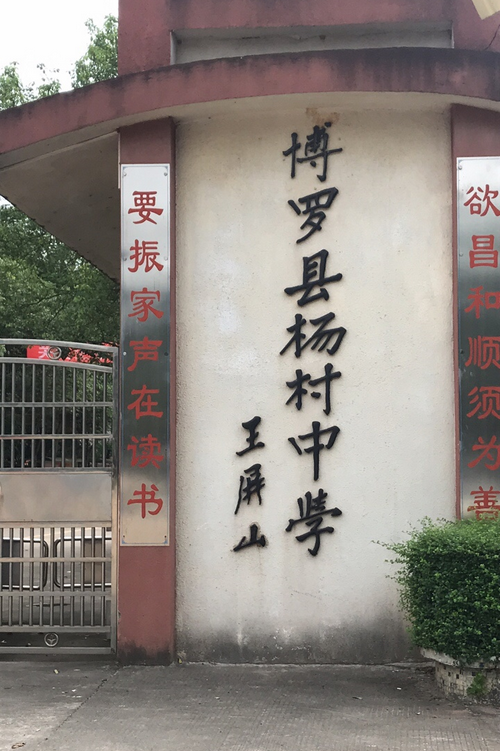 欲昌和顺须为善
博罗县杨村中学
王屏山
要振家声在读书